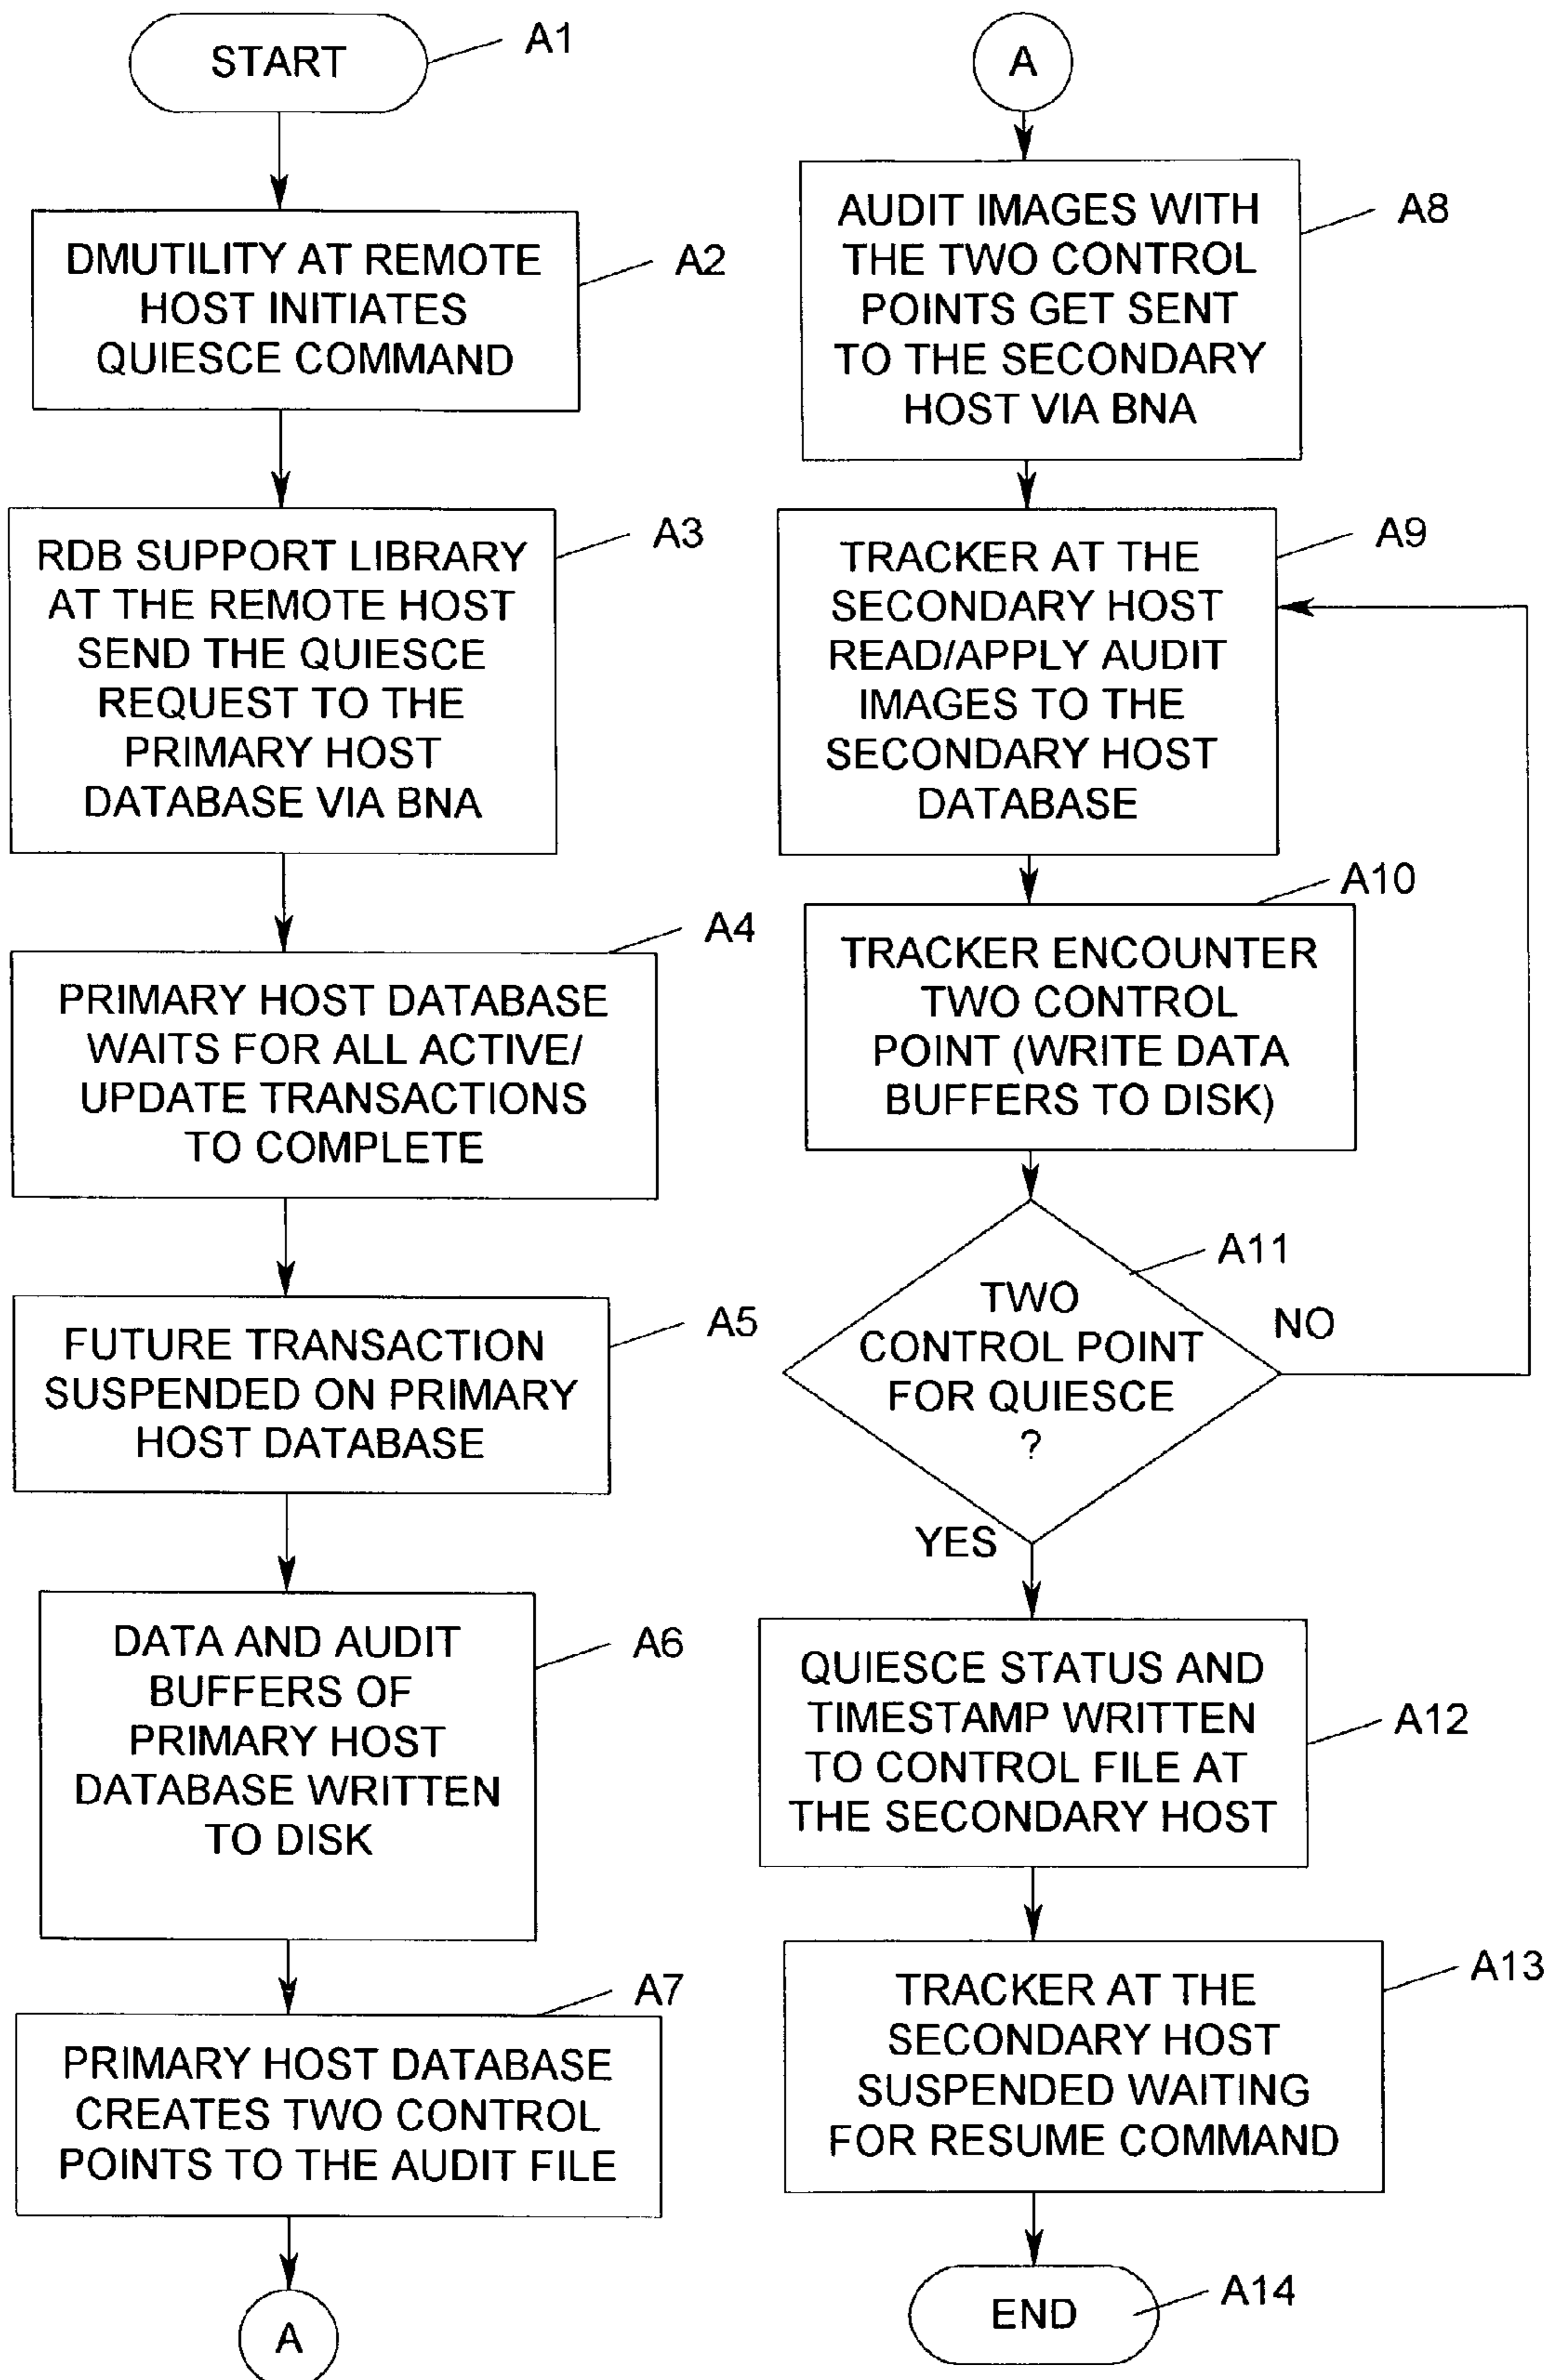 START
A1
DMUTILITY AT REMOTE
HOST INITIATES
QUIESCE COMMAND
A2
RDB SUPPORT LIBRARY
AT THE REMOTE HOST
SEND THE QUIESCE
REQUEST TO THE
PRIMARY HOST
DATABASE VIA BNA
A3
PRIMARY HOST DATABASE
WAITS FOR ALL ACTIVE/
UPDATE TRANSACTIONS
TO COMPLETE
A4
FUTURE TRANSACTION
SUSPENDED ON PRIMARY
HOST DATABASE
A5
DATA AND AUDIT
BUFFERS OF
PRIMARY HOST
DATABASE WRITTEN
TO DISK
A6
PRIMARY HOST DATABASE
CREATES TWO CONTROL
POINTS TO THE AUDIT FILE
A7
A
A
AUDIT IMAGES WITH
THE TWO CONTROL
POINTS GET SENT
TO THE SECONDARY
HOST VIA BNA
A8
TRACKER AT THE
SECONDARY HOST
READ/APPLY AUDIT
IMAGES TO THE
SECONDARY HOST
DATABASE
A9
TRACKER ENCOUNTER
TWO CONTROL
POINT (WRITE DATA
BUFFERS TO DISK)
A10
TWO
CONTROL POINT
FOR QUIESCE
?
A11
NO
YES
QUIESCE STATUS AND
TIMESTAMP WRITTEN
TO CONTROL FILE AT
THE SECONDARY HOST
A12
TRACKER AT THE
SECONDARY HOST
SUSPENDED WAITING
FOR RESUME COMMAND
A13
END
A14